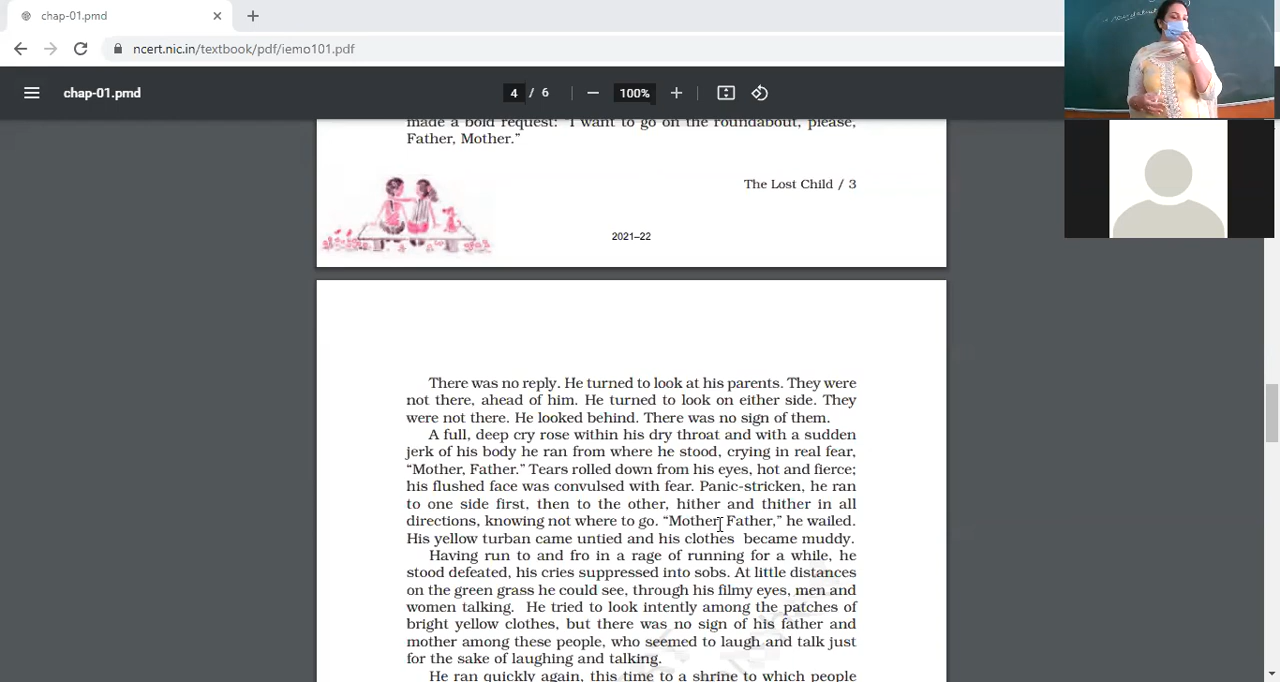 chap-01.pmd
ncert.nic.in/textbook/pdf/iemo101.pdf
chap-01.pmd
4 / 6
100%
made a bold request: “I want to go on the roundabout, please,
Father, Mother.”
The Lost Child / 3
2021–22
There was no reply. He turned to look at his parents. They were
not there, ahead of him. He turned to look on either side. They
were not there. He looked behind. There was no sign of them.
A full, deep cry rose within his dry throat and with a sudden
jerk of his body he ran from where he stood, crying in real fear,
“Mother, Father.” Tears rolled down from his eyes, hot and fierce;
his flushed face was convulsed with fear. Panic-stricken, he ran
to one side first, then to the other, hither and thither in all
directions, knowing not where to go. “Mother, Father,” he wailed.
His yellow turban came untied and his clothes became muddy.
Having run to and fro in a rage of running for a while, he
stood defeated, his cries suppressed into sobs. At little distances
on the green grass he could see, through his filmy eyes, men and
women talking. He tried to look intently among the patches of
bright yellow clothes, but there was no sign of his father and
mother among these people, who seemed to laugh and talk just
for the sake of laughing and talking.
He ran quickly again, this time to a shrine to which people